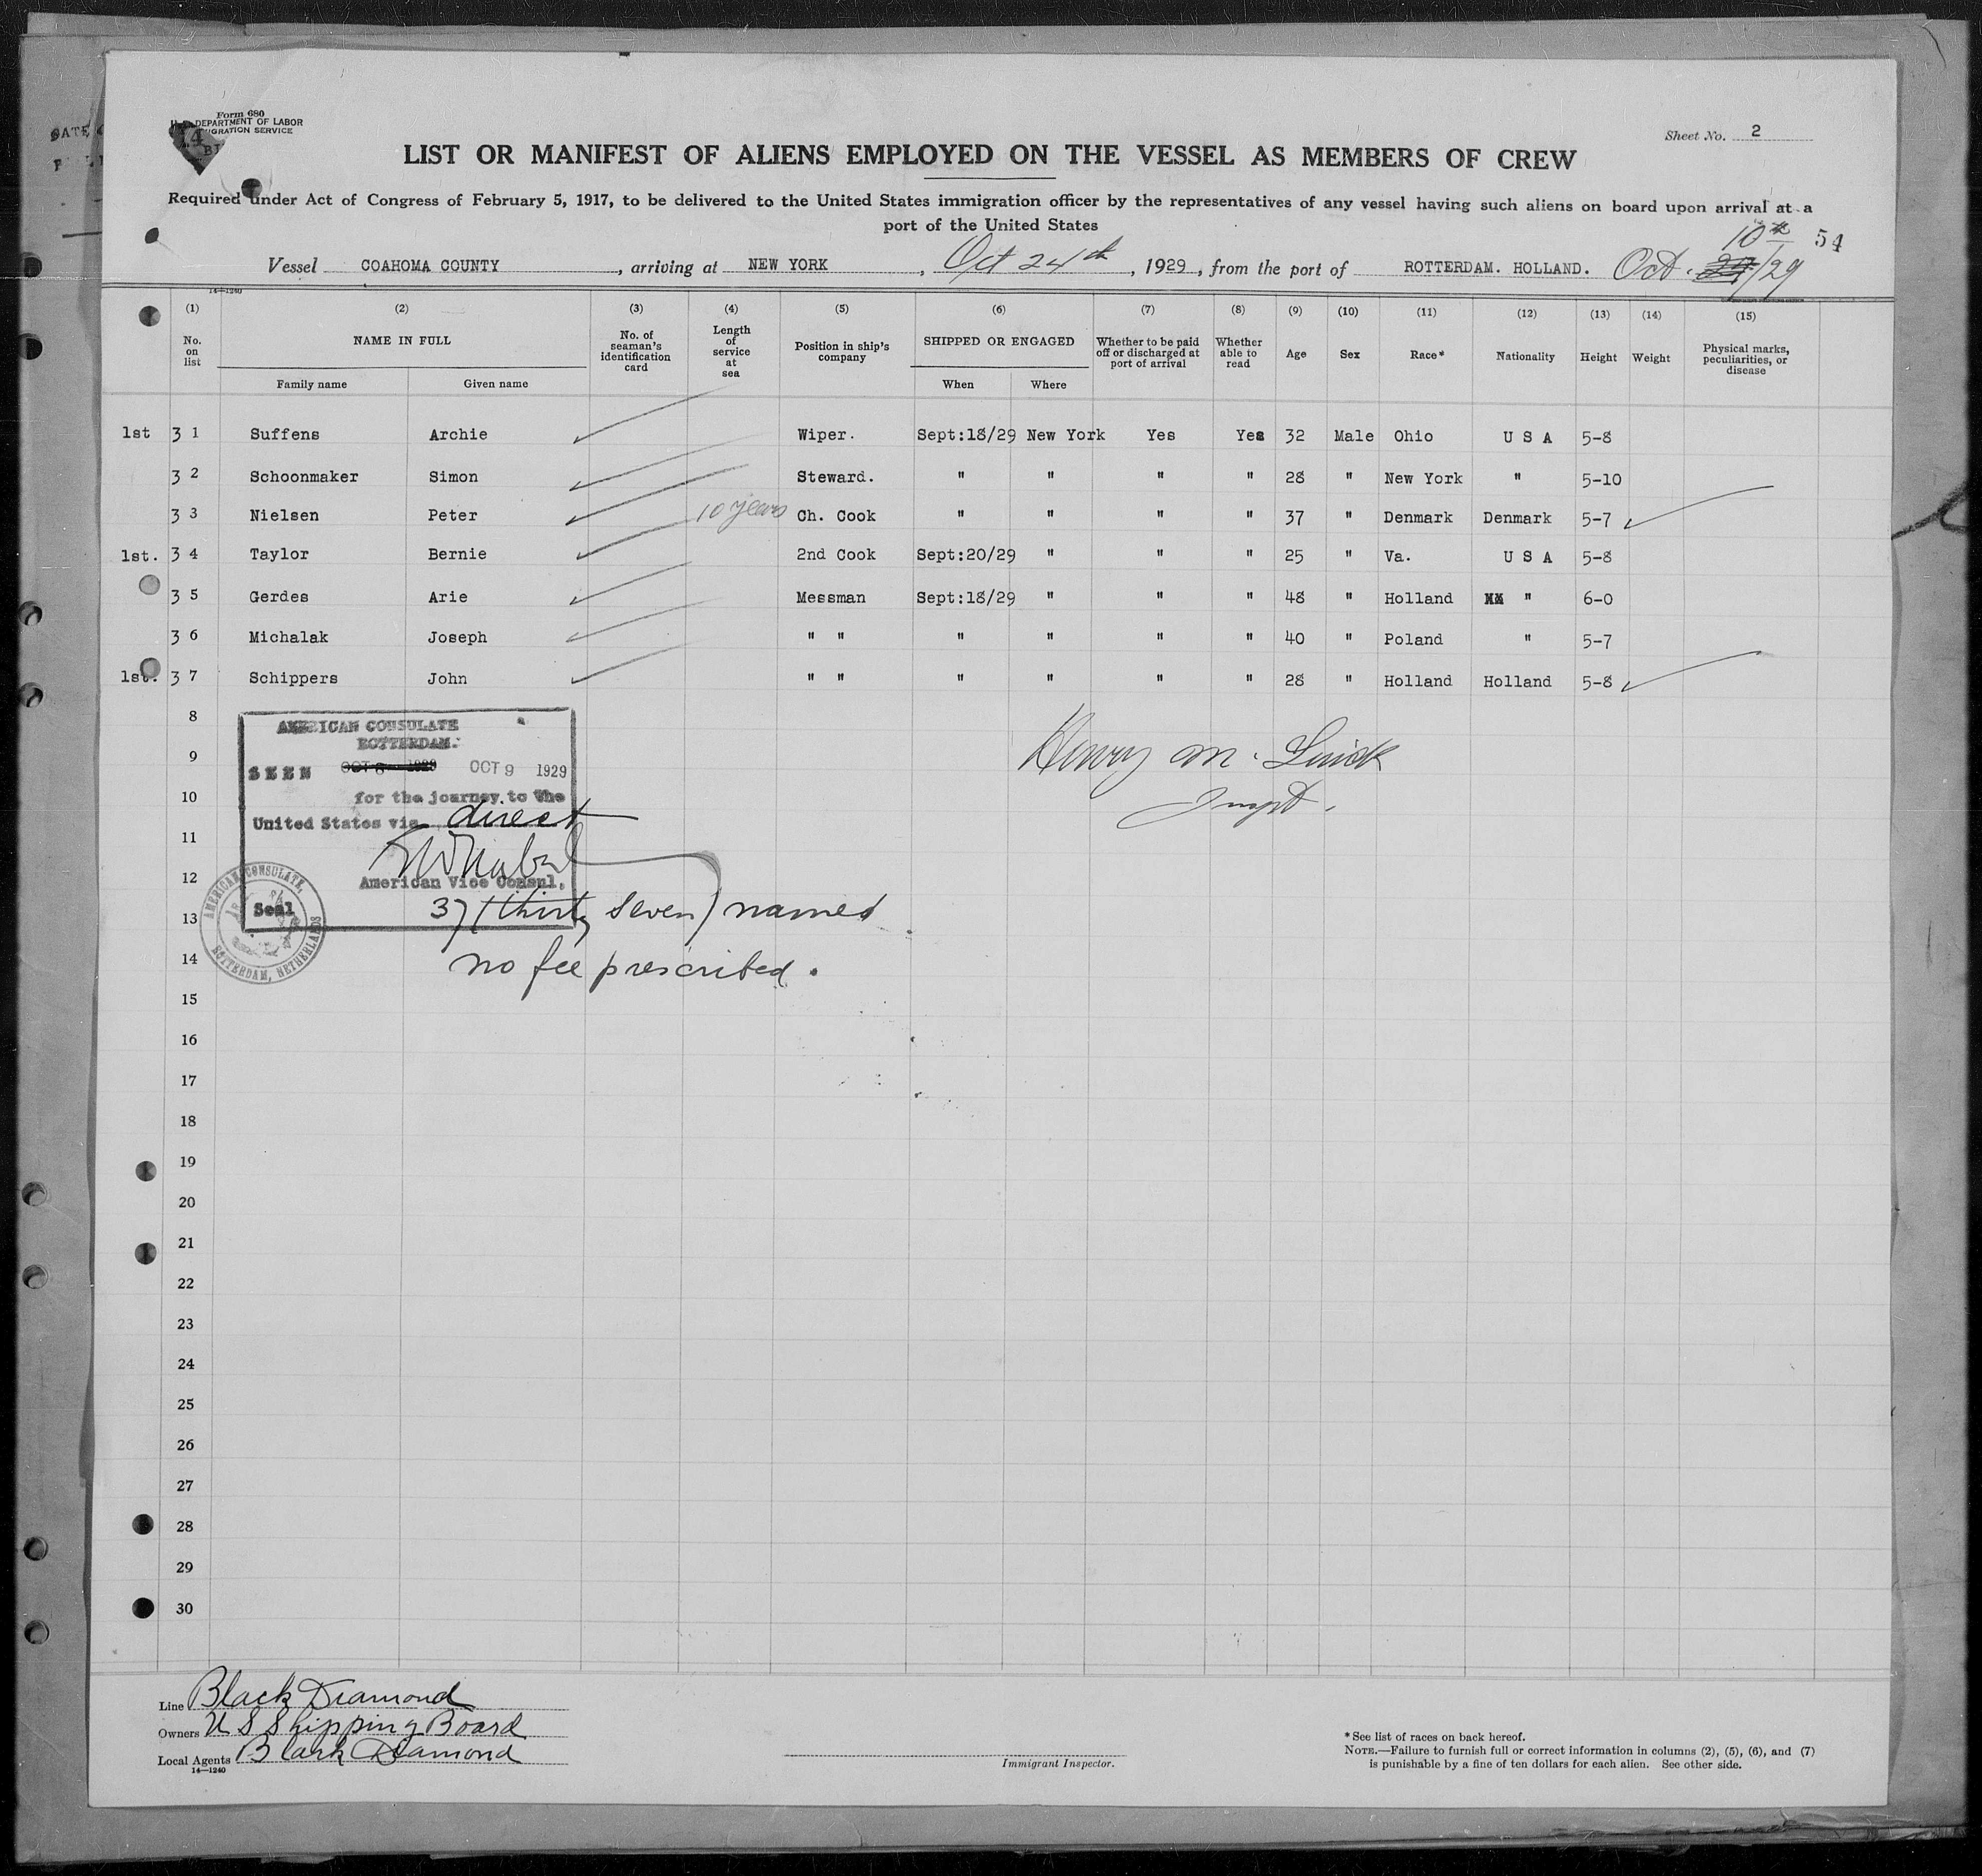 Form 680
DEPARTMENT OF LABOR
IGRATION SERVICE
14
Sheet No. 2
LIST OR MANIFEST OF ALIENS EMPLOYED ON THE VESSEL AS MEMBERS OF CREW
Required under Act of Congress of February 5, 1917, to be delivered to the United States immigration officer by the representatives of any vessel having such aliens on board upon arrival at a
port of the United States
10th 54
Vessel COAHOMA COUNTY, arriving at NEW YORK, Oct 24th, 1929, from the port of ROTTERDAM. HOLLAND. Oct. /29
14—1240
(1) (2) (3) (4) (5) (6) (7) (8) (9) (10) (11) (12) (13) (14) (15)
No. on list NAME IN FULL No. of seaman's identification card Length of service at sea Position in ship's company SHIPPED OR ENGAGED Whether to be paid off or discharged at port of arrival Whether able to read Age Sex Race* Nationality Height Weight Physical marks, peculiarities, or disease
Family name Given name When Where
1st 3 1 Suffens Archie Wiper. Sept:18/29 New York Yes Yes 32 Male Ohio U S A 5-8
3 2 Schoonmaker Simon Steward. " " " " 28 " New York " 5-10
3 3 Nielsen Peter 10 years Ch. Cook " " " " 37 " Denmark Denmark 5-7
1st. 3 4 Taylor Bernie 2nd Cook Sept:20/29 " " " 25 " Va. U S A 5-8
3 5 Gerdes Arie Messman Sept:18/29 " " " 48 " Holland " 6-0
3 6 Michalak Joseph " " " " " " 40 " Poland " 5-7
1st. 3 7 Schippers John " " " " " " 28 " Holland Holland 5-8
8
AMERICAN CONSULATE
ROTTERDAM.
9
SEEN OCT 8 1929 OCT 9 1929
Henry M.
10
for the journey to the
United States via direct
11
12
American Vice Consul.
AMERICAN CONSULATE, ROTTERDAM, NETHERLANDS
Seal
13
37 (thirty seven) names
14
no fee prescribed.
15
16
17
18
19
20
21
22
23
24
25
26
27
28
29
30
Line Black Diamond
Owners U S Shipping Board
Local Agents Black Diamond
14—1240
Immigrant Inspector.
* See list of races on back hereof.
NOTE.—Failure to furnish full or correct information in columns (2), (5), (6), and (7)
is punishable by a fine of ten dollars for each alien. See other side.